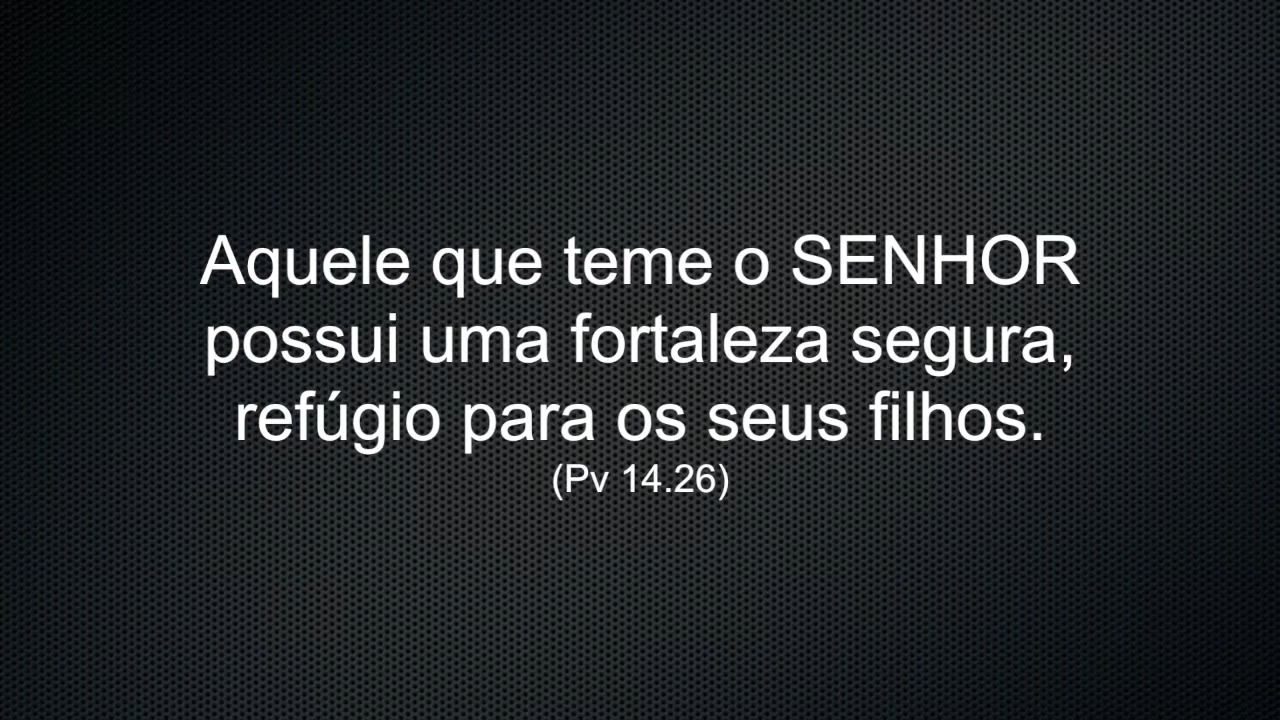 Aquele que teme o SENHOR
possui uma fortaleza segura,
refúgio para os seus filhos.
(Pv 14.26)